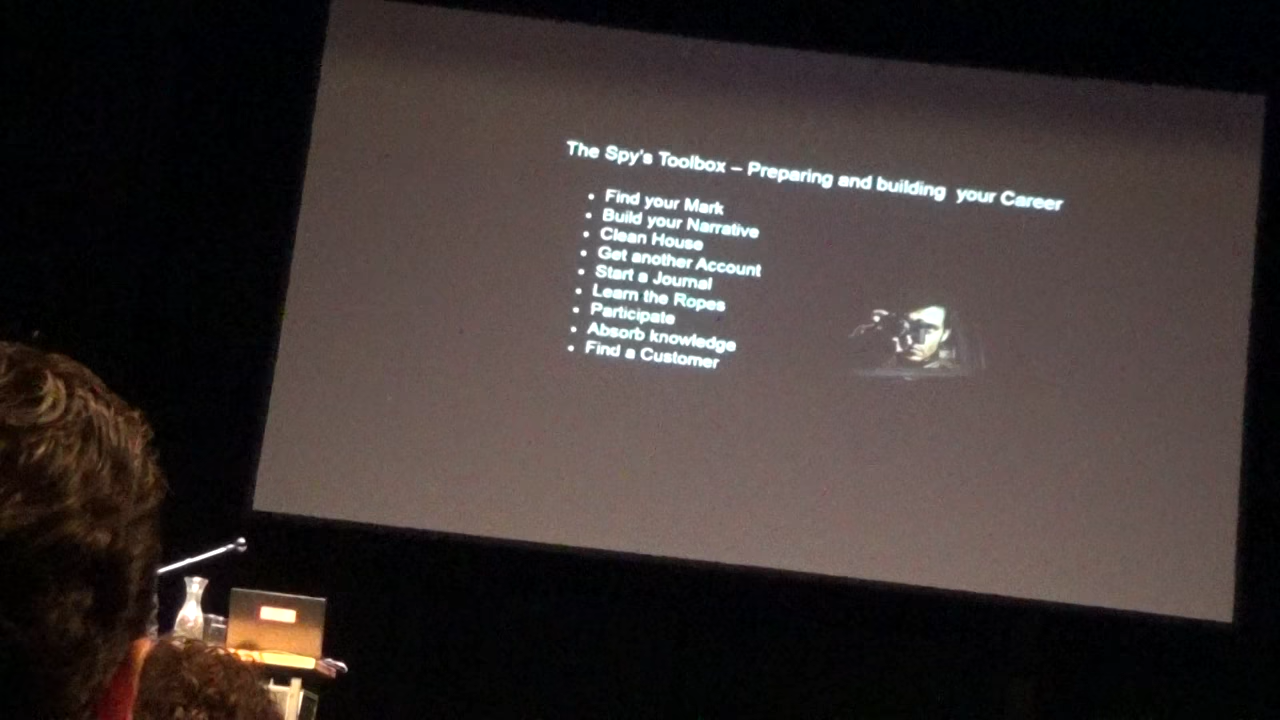 The Spy's Toolbox – Preparing and building your Career
• Find your Mark
• Build your Narrative
• Clean House
• Get another Account
• Start a Journal
• Learn the Ropes
• Participate
• Absorb knowledge
• Find a Customer